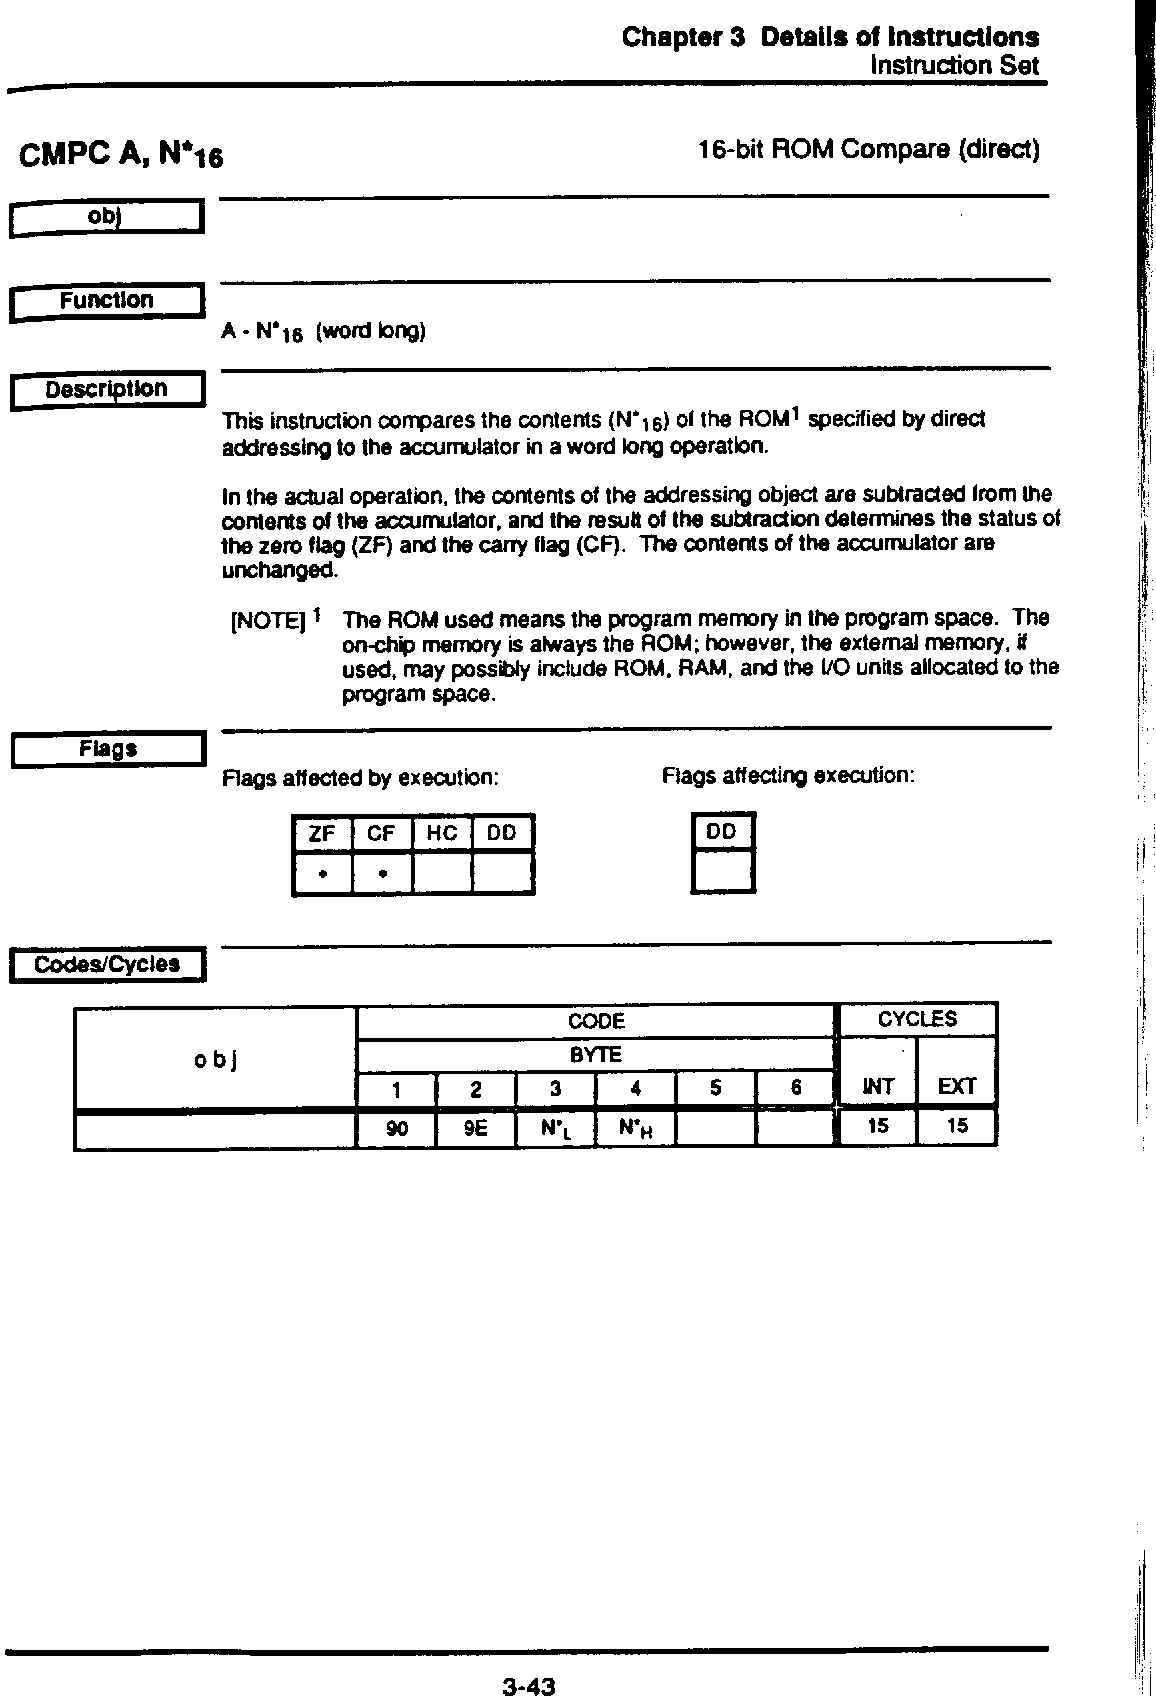 Chapter 3 Details of Instructions
Instruction Set
CMPC A, N*16
16-bit ROM Compare (direct)
obj
Function
A - N*16 (word long)
Description
This instruction compares the contents (N*16) of the ROM1 specified by direct
addressing to the accumulator in a word long operation.
In the actual operation, the contents of the addressing object are subtracted from the
contents of the accumulator, and the result of the subtraction determines the status of
the zero flag (ZF) and the carry flag (CF). The contents of the accumulator are
unchanged.
[NOTE] 1 The ROM used means the program memory in the program space. The
on-chip memory is always the ROM; however, the external memory, if
used, may possibly include ROM, RAM, and the I/O units allocated to the
program space.
Flags
Flags affected by execution: Flags affecting execution:
ZF CF HC DD DD
• •
Codes/Cycles
obj CODE CYCLES
BYTE
1 2 3 4 5 6 INT EXT
90 9E N*L N*H 15 15
3-43